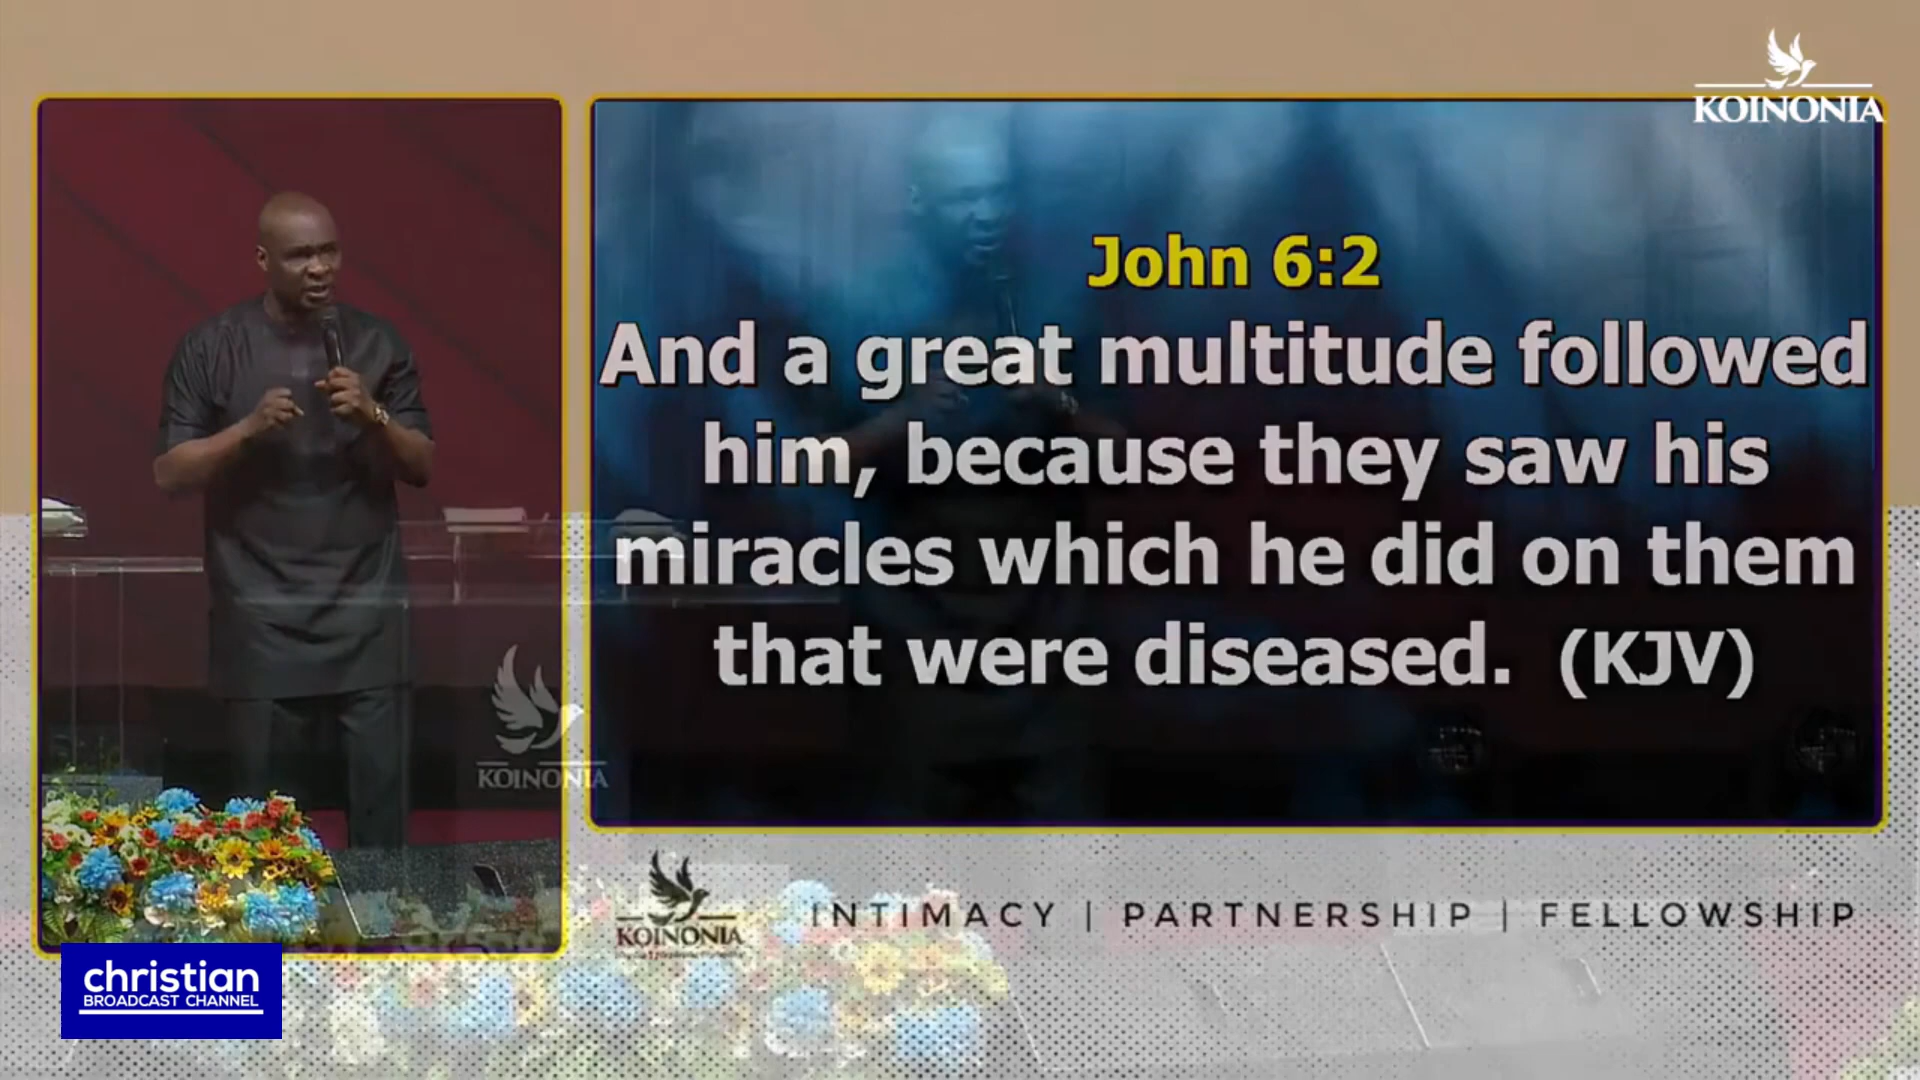 KOINONIA
John 6:2
And a great multitude followed
him, because they saw his
miracles which he did on them
that were diseased. (KJV)
KOINONIA
KOINONIA
INTIMACY | PARTNERSHIP | FELLOWSHIP
christian
BROADCAST CHANNEL